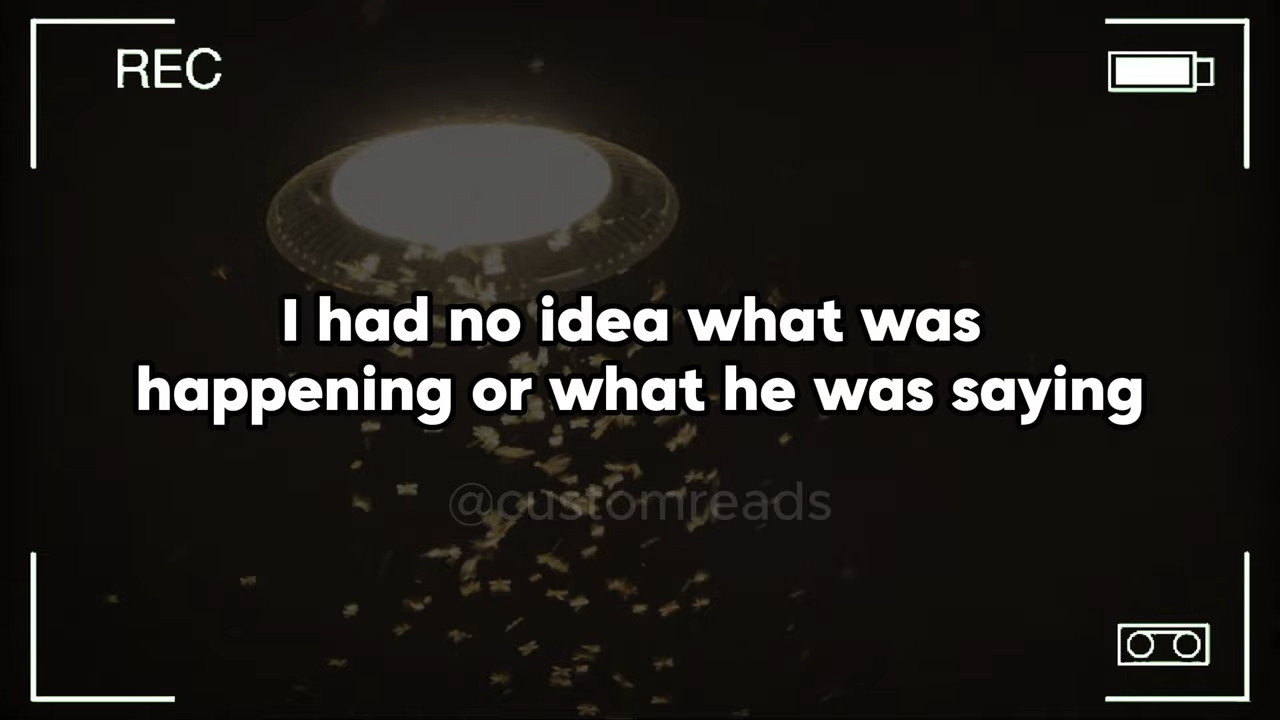 REC
I had no idea what was
happening or what he was saying
@customreads